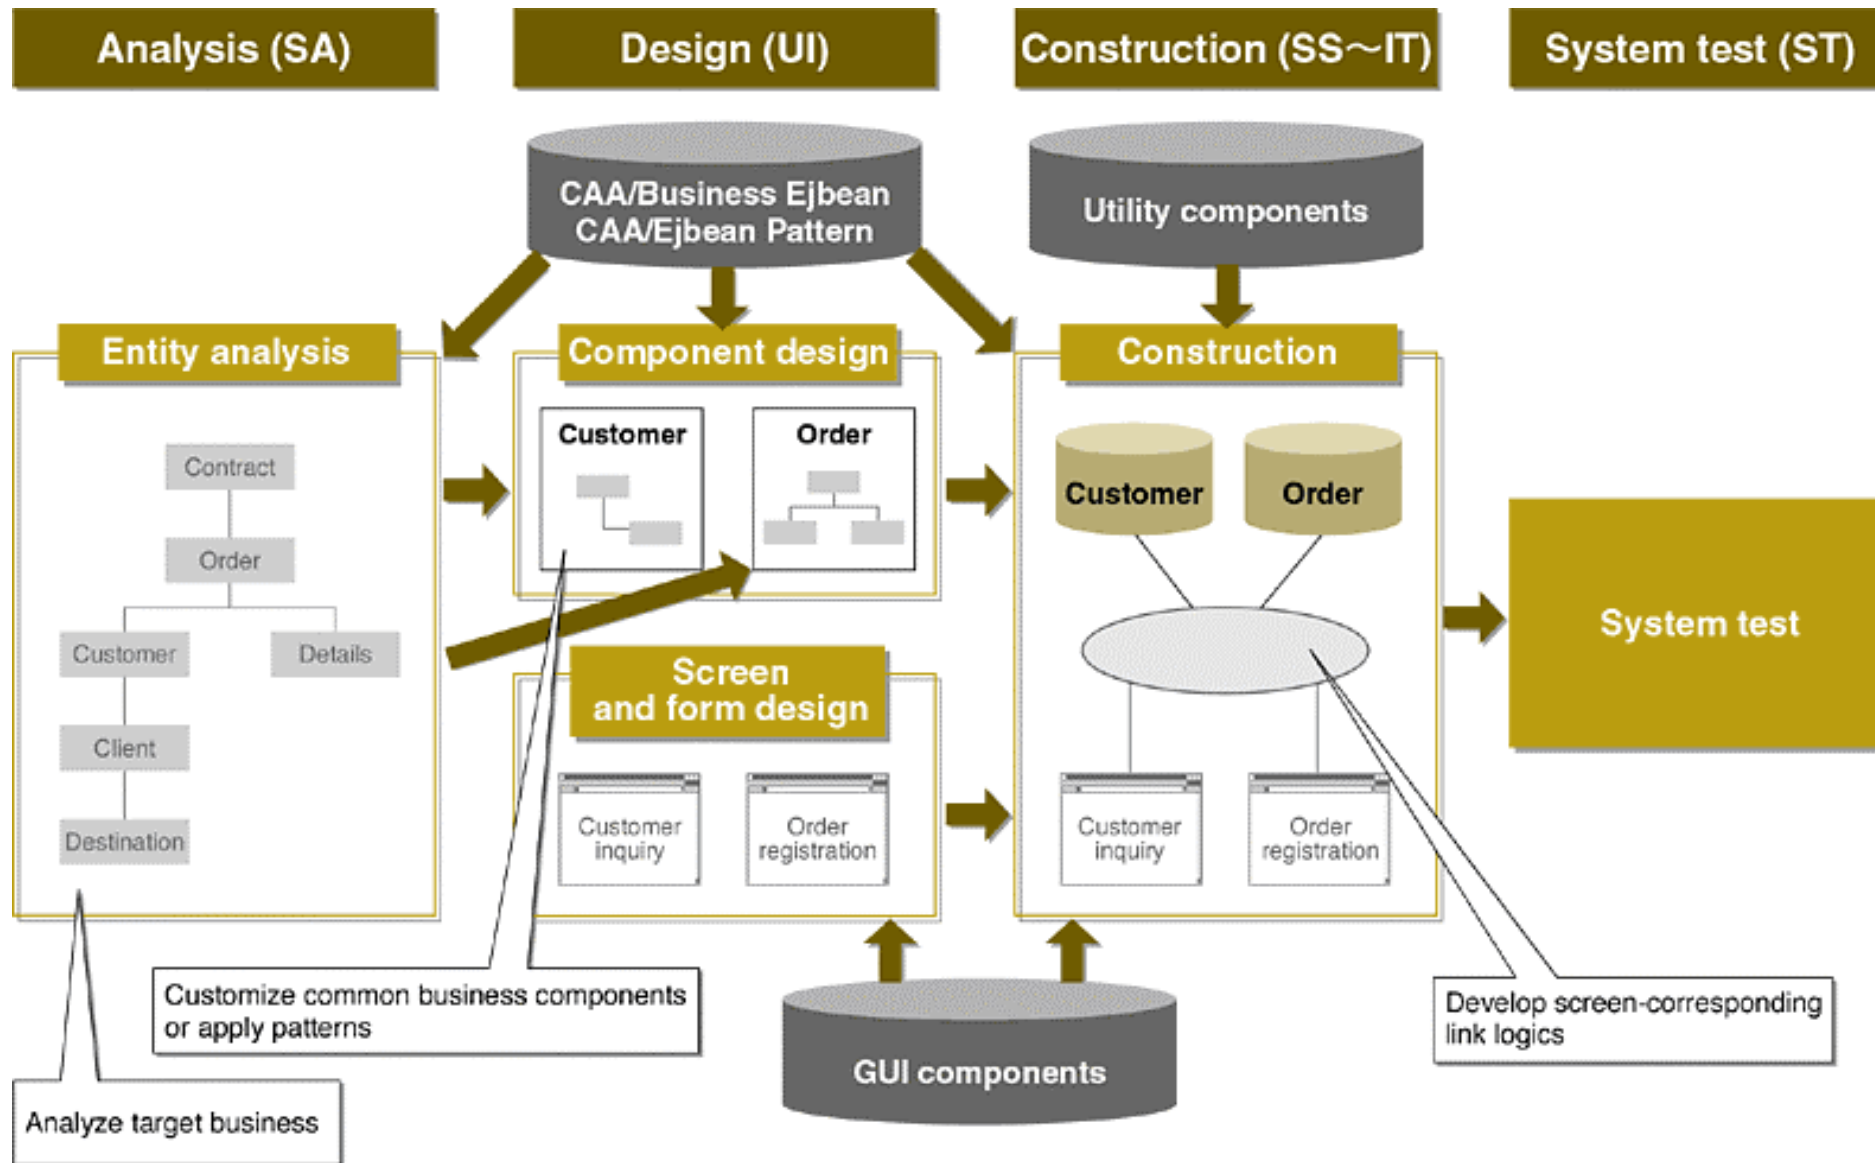 Analysis (SA)
Design (UI)
Construction (SS～IT)
System test (ST)
CAA/Business Ejbean
CAA/Ejbean Pattern
Utility components
Entity analysis
Contract
Order
Customer
Details
Client
Destination
Component design
Customer
Order
Screen
and form design
Customer
inquiry
Order
registration
Construction
Customer
Order
Customer
inquiry
Order
registration
System test
Customize common business components
or apply patterns
Develop screen-corresponding
link logics
GUI components
Analyze target business